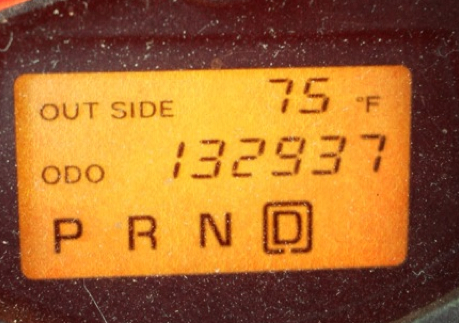 OUT SIDE 75 °F
ODO 132937
P R N D